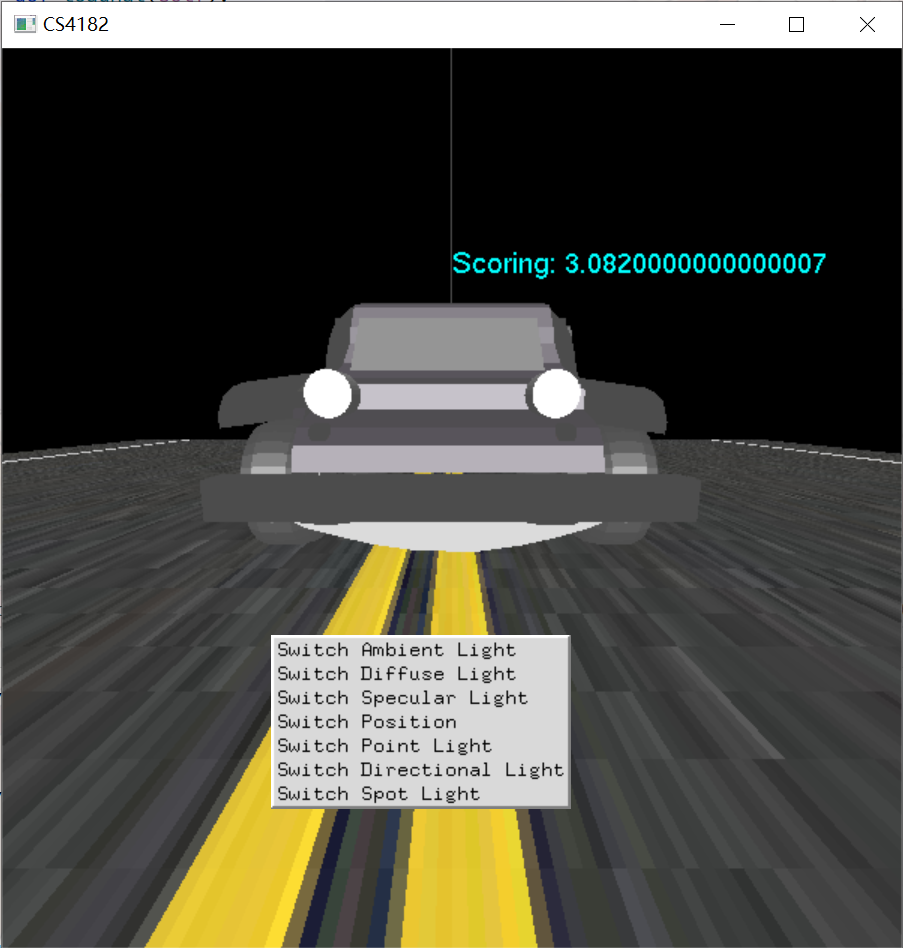 CS4182
Scoring: 3.0820000000000007
Switch Ambient Light
Switch Diffuse Light
Switch Specular Light
Switch Position
Switch Point Light
Switch Directional Light
Switch Spot Light